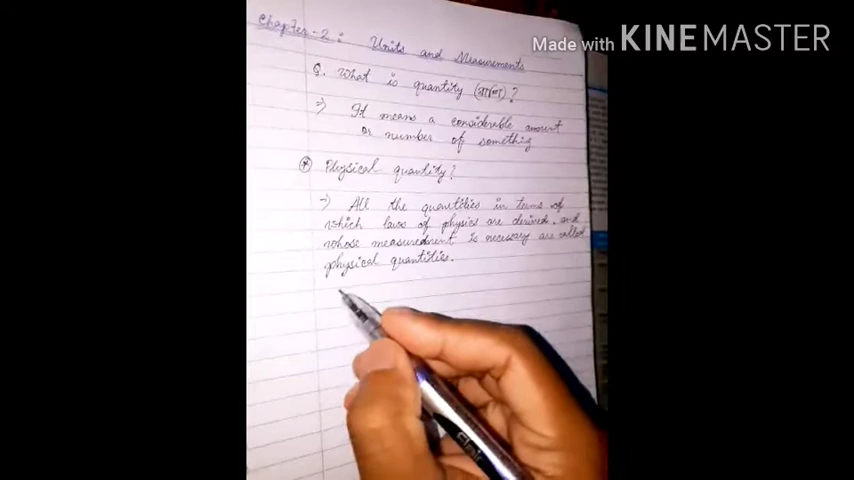 Chapter-2: Units and Measurements
Made with KINEMASTER
Q. What is quantity (मात्रा)?
⇒ It means a considerable amount
or number of something
* Physical quantity?
→ All the quantities in terms of
which laws of physics are derived. and
whose measurednent is necessary are called
physical quantities.
Flair